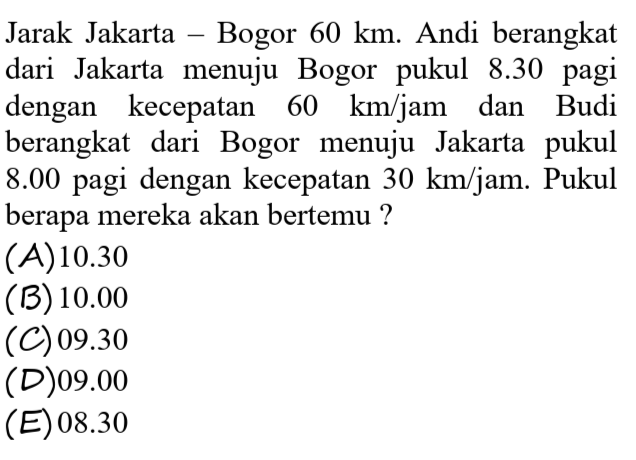 Jarak Jakarta – Bogor 60 km. Andi berangkat
dari Jakarta menuju Bogor pukul 8.30 pagi
dengan kecepatan 60 km/jam dan Budi
berangkat dari Bogor menuju Jakarta pukul
8.00 pagi dengan kecepatan 30 km/jam. Pukul
berapa mereka akan bertemu ?
(A) 10.30
(B) 10.00
(C) 09.30
(D) 09.00
(E) 08.30